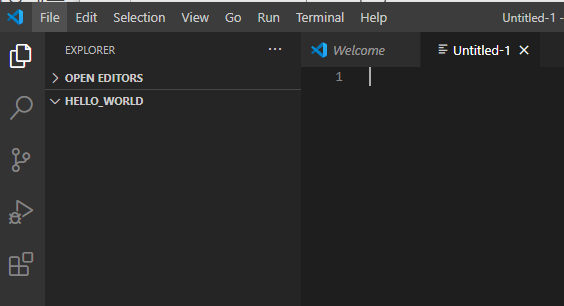 File Edit Selection View Go Run Terminal Help Untitled-1 -
EXPLORER ...
Welcome Untitled-1
OPEN EDITORS
HELLO_WORLD
1